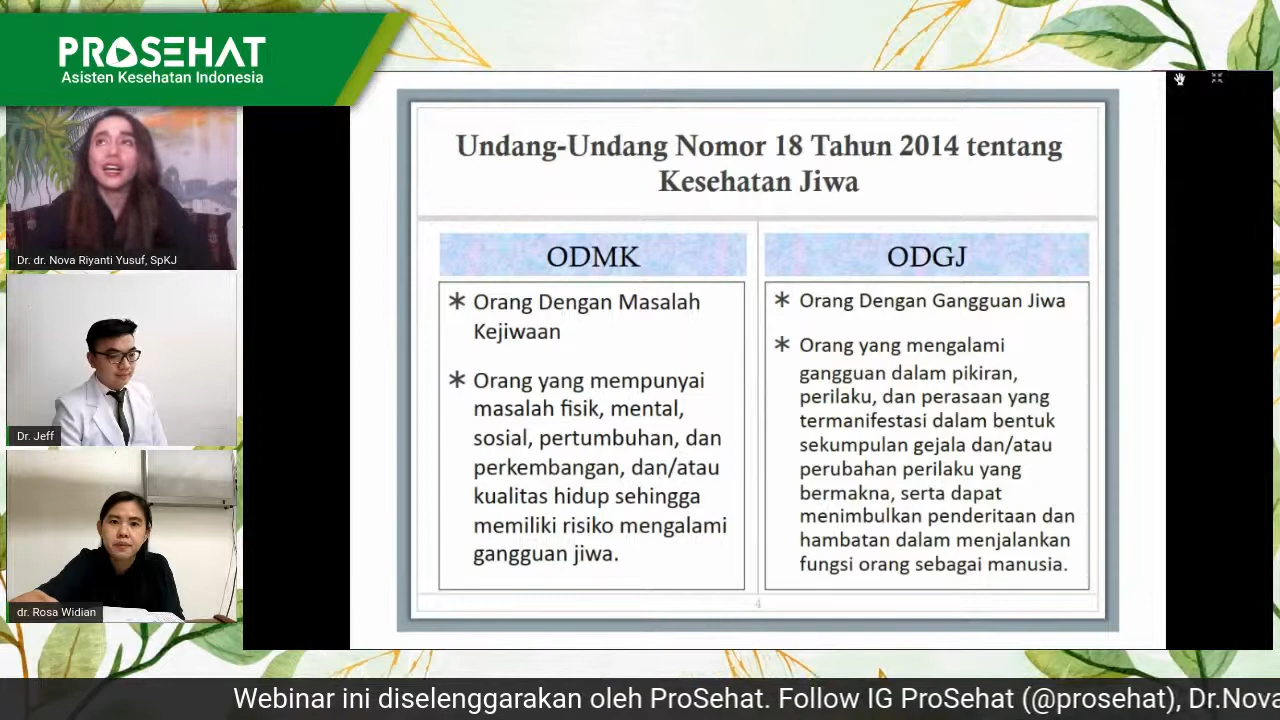 PROSEHAT
Asisten Kesehatan Indonesia
Dr. dr. Nova Riyanti Yusuf, SpKJ
Dr. Jeff
dr. Rosa Widian
Undang-Undang Nomor 18 Tahun 2014 tentang
Kesehatan Jiwa
ODMK
* Orang Dengan Masalah
Kejiwaan
* Orang yang mempunyai
masalah fisik, mental,
sosial, pertumbuhan, dan
perkembangan, dan/atau
kualitas hidup sehingga
memiliki risiko mengalami
gangguan jiwa.
ODGJ
* Orang Dengan Gangguan Jiwa
* Orang yang mengalami
gangguan dalam pikiran,
perilaku, dan perasaan yang
termanifestasi dalam bentuk
sekumpulan gejala dan/atau
perubahan perilaku yang
bermakna, serta dapat
menimbulkan penderitaan dan
hambatan dalam menjalankan
fungsi orang sebagai manusia.
4
Webinar ini diselenggarakan oleh ProSehat. Follow IG ProSehat (@prosehat), Dr.Nova